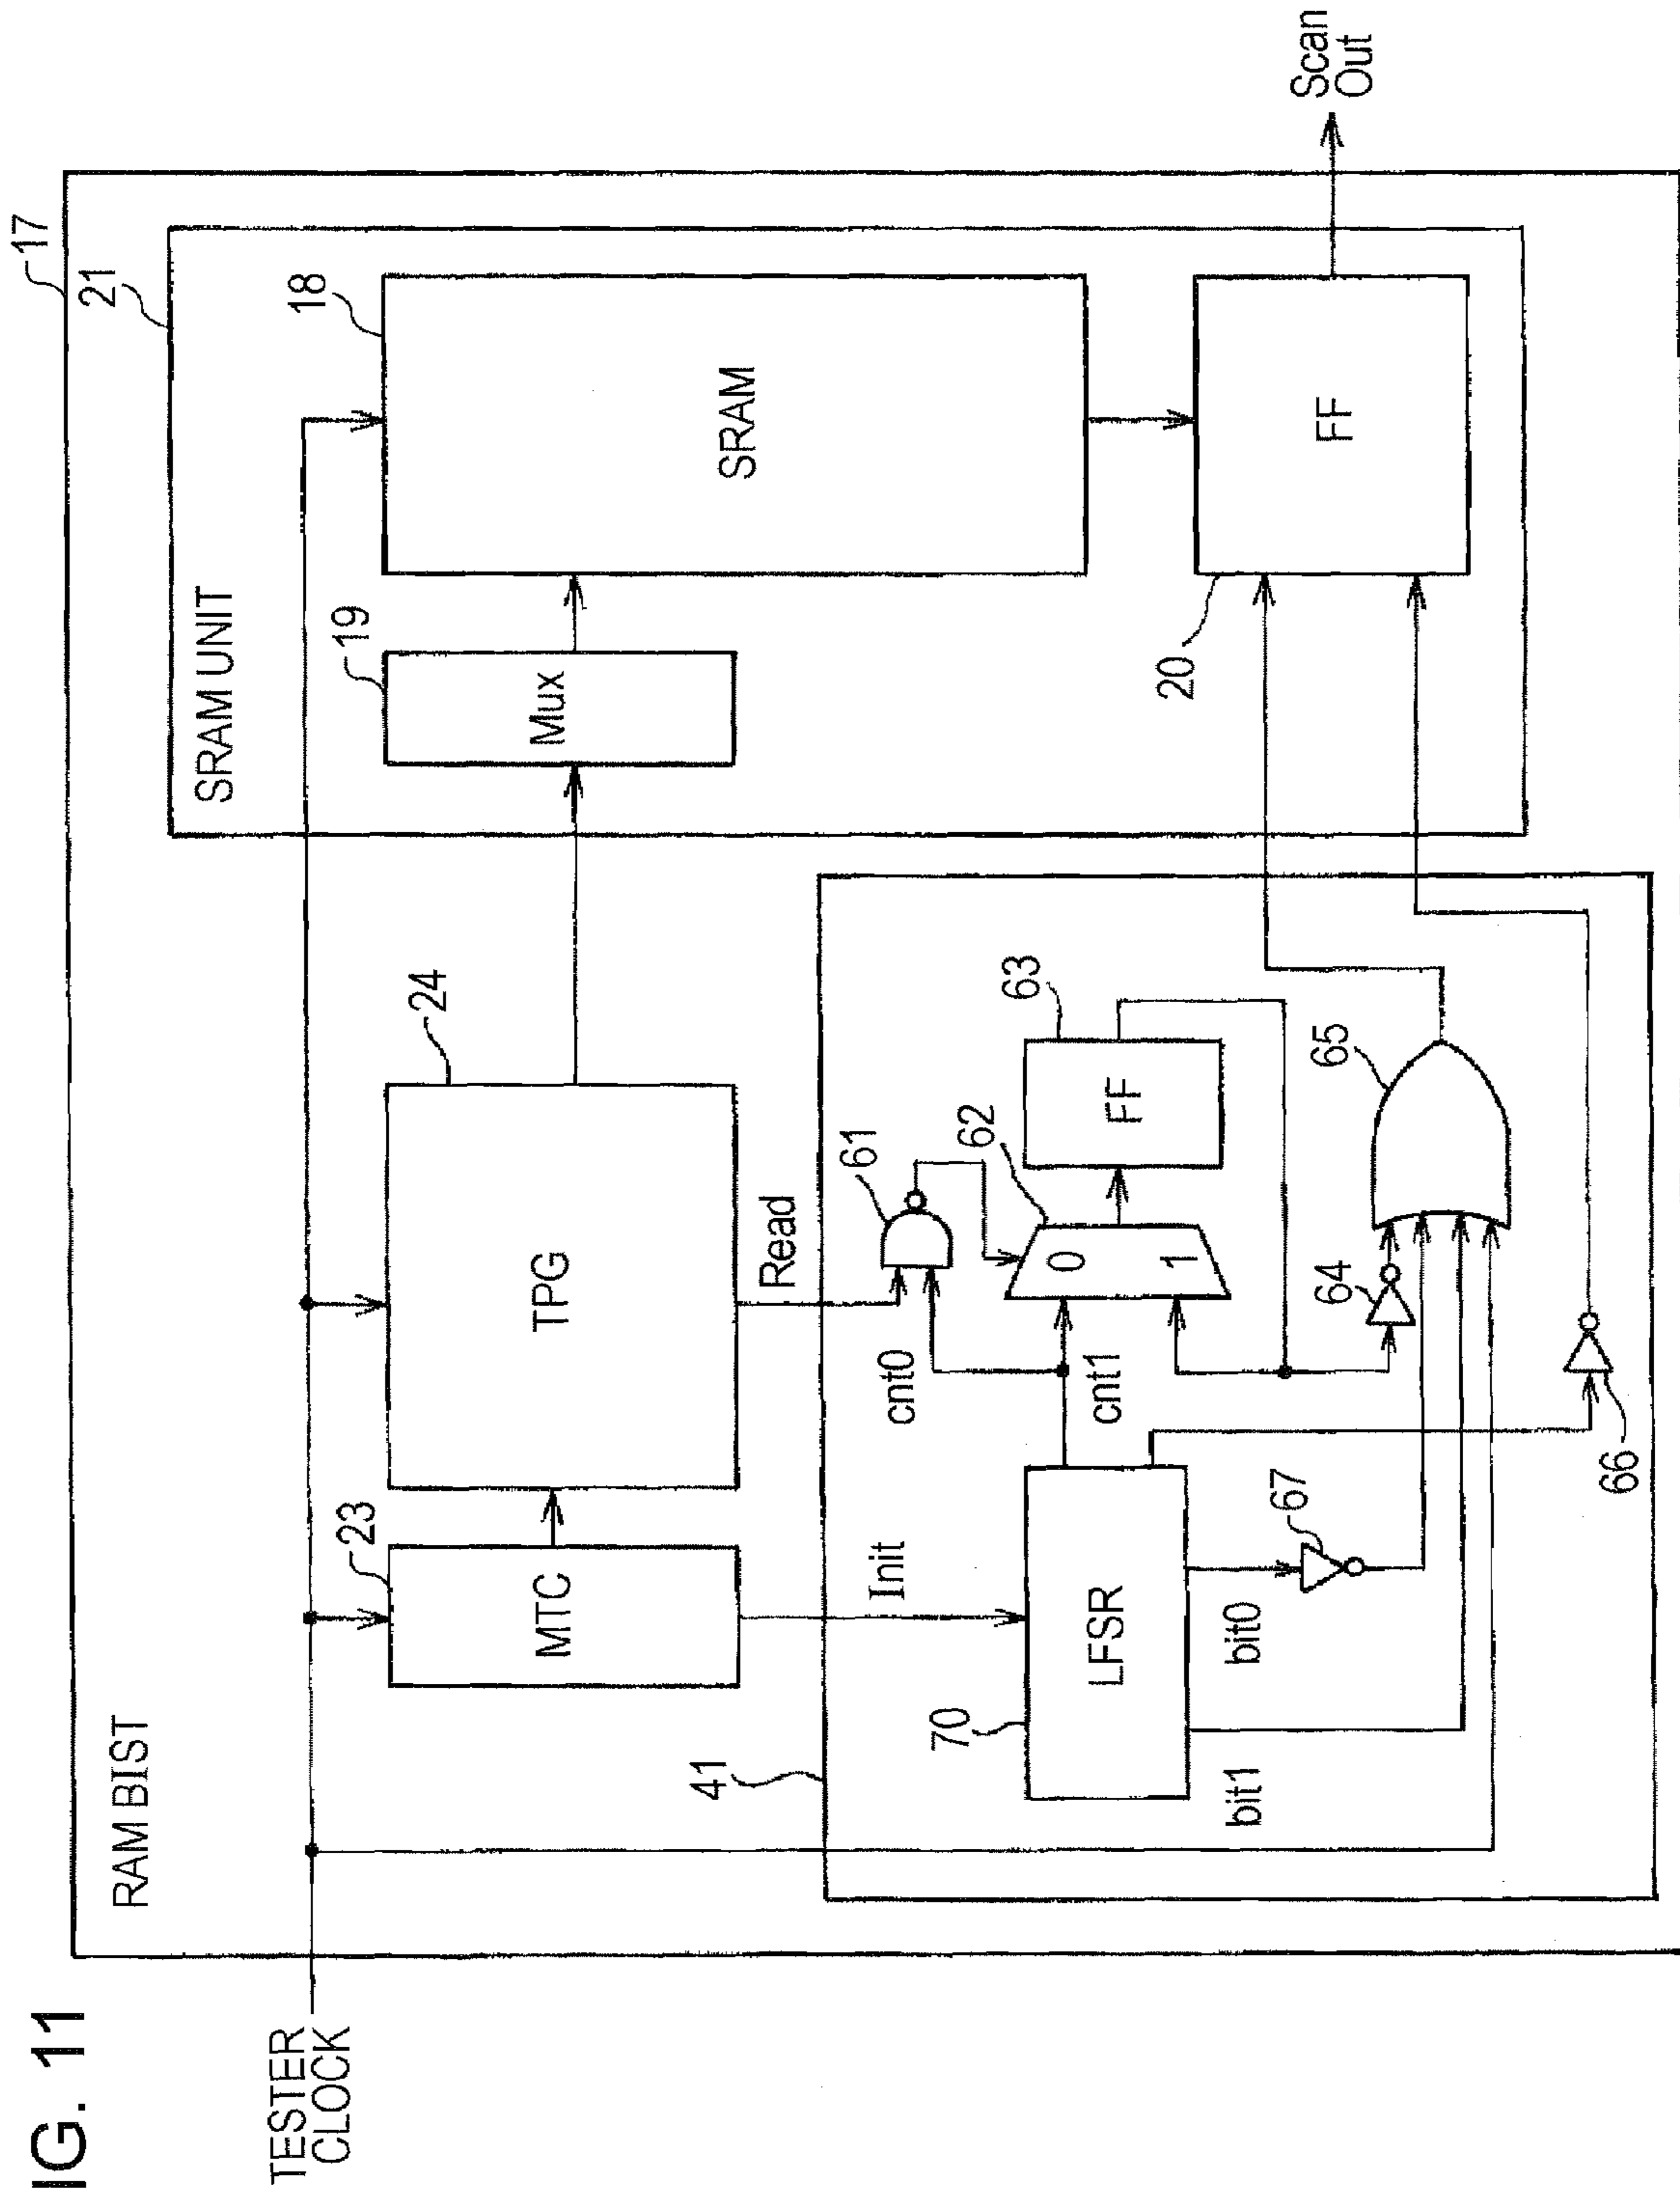 IG. 11
TESTER
CLOCK
RAM BIST
17
SRAM UNIT
21
23
MTC
24
TPG
19
Mux
18
SRAM
20
FF
Scan
Out
Init
Read
41
70
LFSR
bit0
bit1
cnt0
cnt1
61
62
0
1
63
FF
64
65
66
67